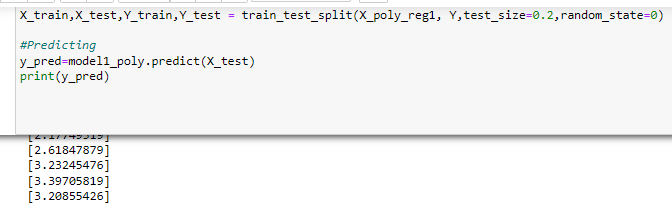 X_train,X_test,Y_train,Y_test = train_test_split(X_poly_reg1, Y,test_size=0.2,random_state=0)
#Predicting
y_pred=model1_poly.predict(X_test)
print(y_pred)
[2.61847879]
[3.23245476]
[3.39705819]
[3.20855426]